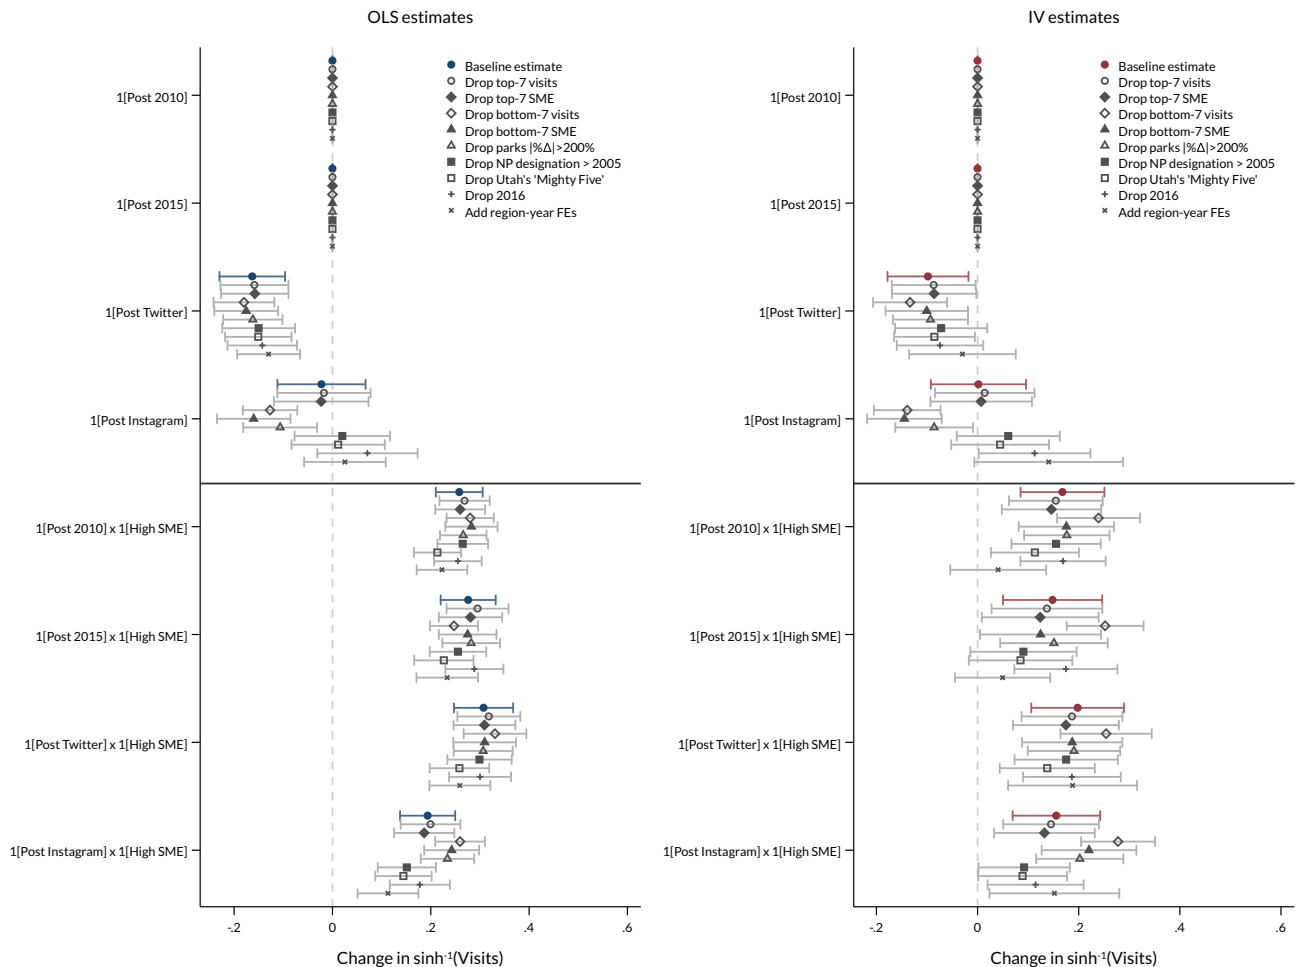 OLS estimates
Baseline estimate
Drop top-7 visits
Drop top-7 SME
Drop bottom-7 visits
Drop bottom-7 SME
Drop parks |%Δ|>200%
Drop NP designation > 2005
Drop Utah's 'Mighty Five'
Drop 2016
Add region-year FEs
1[Post 2010]
1[Post 2015]
1[Post Twitter]
1[Post Instagram]
1[Post 2010] x 1[High SME]
1[Post 2015] x 1[High SME]
1[Post Twitter] x 1[High SME]
1[Post Instagram] x 1[High SME]
-.2 0 .2 .4 .6
Change in sinh⁻¹(Visits)
IV estimates
Baseline estimate
Drop top-7 visits
Drop top-7 SME
Drop bottom-7 visits
Drop bottom-7 SME
Drop parks |%Δ|>200%
Drop NP designation > 2005
Drop Utah's 'Mighty Five'
Drop 2016
Add region-year FEs
1[Post 2010]
1[Post 2015]
1[Post Twitter]
1[Post Instagram]
1[Post 2010] x 1[High SME]
1[Post 2015] x 1[High SME]
1[Post Twitter] x 1[High SME]
1[Post Instagram] x 1[High SME]
-.2 0 .2 .4 .6
Change in sinh⁻¹(Visits)